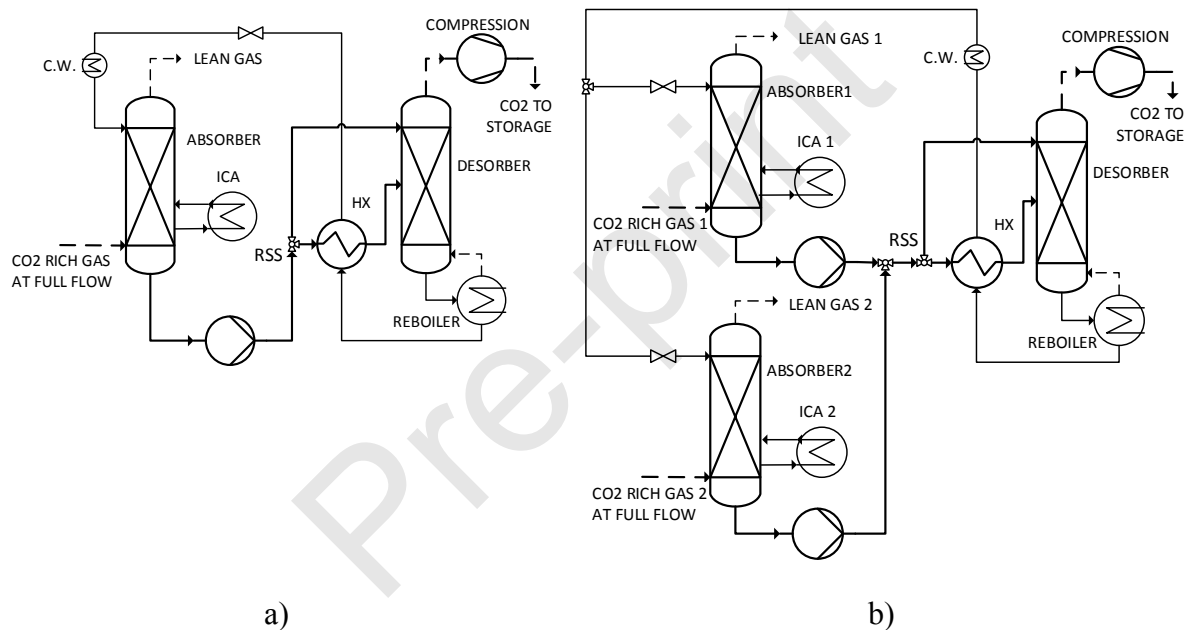 C.W.
LEAN GAS
COMPRESSION
CO2 TO
STORAGE
ABSORBER
DESORBER
ICA
HX
CO2 RICH GAS
AT FULL FLOW
RSS
REBOILER
a)
LEAN GAS 1
C.W.
COMPRESSION
CO2 TO
STORAGE
ABSORBER1
DESORBER
ICA 1
CO2 RICH GAS 1
AT FULL FLOW
RSS
HX
LEAN GAS 2
REBOILER
ABSORBER2
ICA 2
CO2 RICH GAS 2
AT FULL FLOW
b)
Pre-print